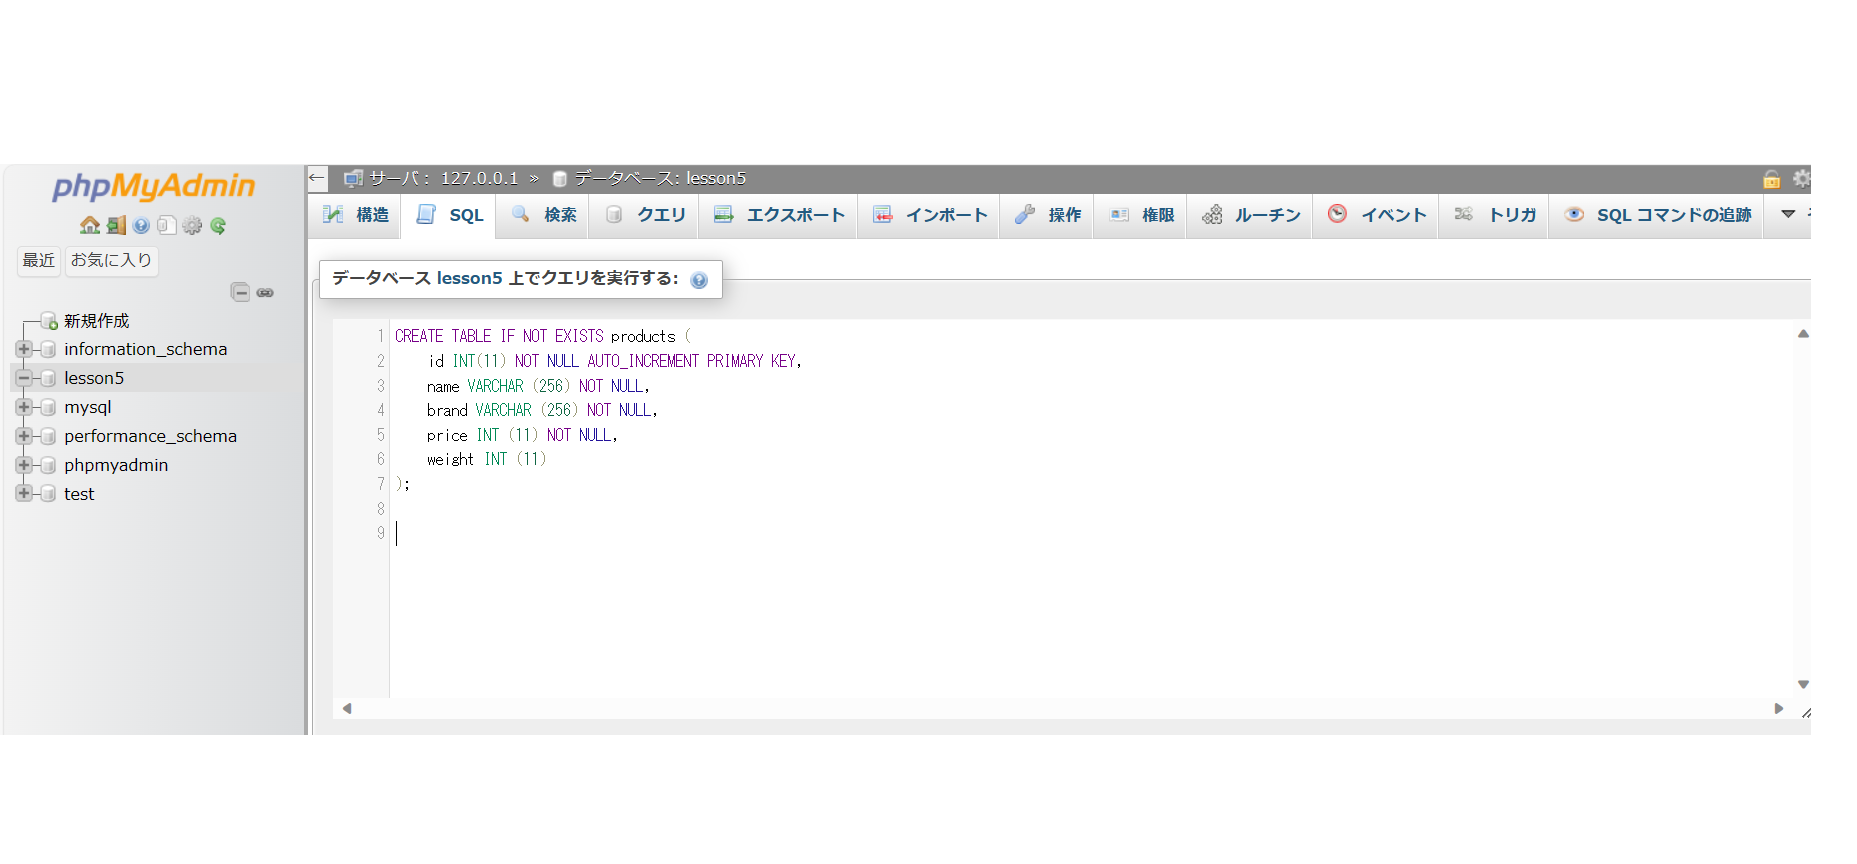 phpMyAdmin
最近 お気に入り
新規作成
information_schema
lesson5
mysql
performance_schema
phpmyadmin
test
← サーバ: 127.0.0.1 » データベース: lesson5
構造 SQL 検索 クエリ エクスポート インポート 操作 権限 ルーチン イベント トリガ SQL コマンドの追跡
データベース lesson5 上でクエリを実行する:
1 CREATE TABLE IF NOT EXISTS products (
2 id INT(11) NOT NULL AUTO_INCREMENT PRIMARY KEY,
3 name VARCHAR (256) NOT NULL,
4 brand VARCHAR (256) NOT NULL,
5 price INT (11) NOT NULL,
6 weight INT (11)
7 );
8
9